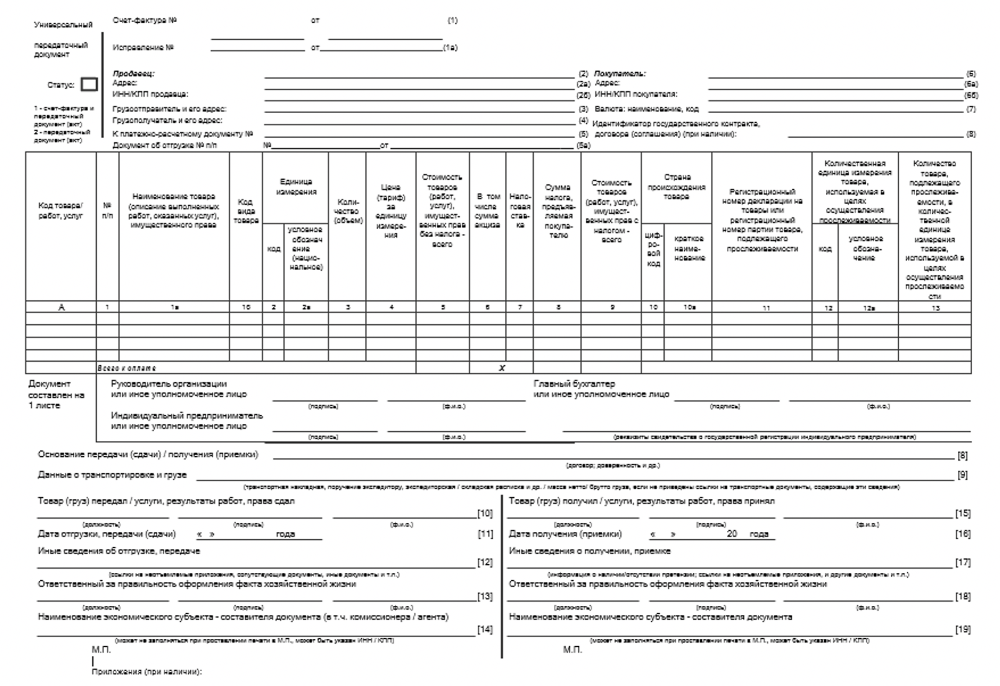 Универсальный
передаточный
документ
Статус:
1 - счет-фактура и
передаточный
документ (акт)
2 - передаточный
документ (акт)
Счет-фактура № от (1)
Исправление № от (1а)
Продавец: (2) Покупатель: (6)
Адрес: (2а) Адрес: (6а)
ИНН/КПП продавца: (2б) ИНН/КПП покупателя: (6б)
Грузоотправитель и его адрес: (3) Валюта: наименование, код (7)
Грузополучатель и его адрес: (4) Идентификатор государственного контракта,
К платежно-расчетному документу № (5) договора (соглашения) (при наличии): (8)
Документ об отгрузке № п/п № от (5а)
Код товара/
работ, услуг
№
п/п
Наименование товара
(описание выполненных
работ, оказанных услуг),
имущественного права
Код
вида
товара
Единица
измерения
код
условное
обознач
ение
(нацио-
нальное)
Коли-
чество
(объем)
Цена
(тариф)
за
единицу
измере-
ния
Стоимость
товаров
(работ,
услуг),
имущест-
венных прав
без налога -
всего
В том
числе
сумма
акциза
Нало-
говая
став-
ка
Сумма
налога,
предъяв-
ляемая
покупа-
телю
Стоимость
товаров
(работ, услуг),
имущест-
венных прав с
налогом -
всего
Страна
происхождения
товара
циф-
ро-
вой
код
краткое
наиме-
нование
Регистрационный
номер декларации на
товары или
регистрационный
номер партии товара,
подлежащего
прослеживаемости
Количественная
единица измерения
товара,
используемая в
целях
осуществления
прослеживаемости
код
условное
обозна-
чение
Количество
товара,
подлежащего
прослежива-
емости, в
количес-
твенной
единице
измерения
товара,
используемой в
целях
осуществления
прослеживаемо
сти
А 1 1а 1б 2 2а 3 4 5 6 7 8 9 10 10а 11 12 12а 13
Всего к оплате X
Документ
составлен на
1 листе
Руководитель организации
или иное уполномоченное лицо
(подпись) (ф.и.о.)
Главный бухгалтер
или иное уполномоченное лицо
(подпись) (ф.и.о.)
Индивидуальный предприниматель
или иное уполномоченное лицо
(подпись) (ф.и.о.) (реквизиты свидетельства о государственной регистрации индивидуального предпринимателя)
Основание передачи (сдачи) / получения (приемки) [8]
(договор; доверенность и др.)
Данные о транспортировке и грузе [9]
(транспортная накладная, поручение экспедитору, экспедиторская / складская расписка и др. / масса нетто/ брутто груза, если не приведены ссылки на транспортные документы, содержащие эти сведения)
Товар (груз) передал / услуги, результаты работ, права сдал
[10]
(должность) (подпись) (ф.и.о.)
Дата отгрузки, передачи (сдачи) « » года [11]
Иные сведения об отгрузке, передаче
[12]
(ссылки на неотъемлемые приложения, сопутствующие документы, иные документы и т.п.)
Ответственный за правильность оформления факта хозяйственной жизни
[13]
(должность) (подпись) (ф.и.о.)
Наименование экономического субъекта - составителя документа (в т.ч. комиссионера / агента)
[14]
(может не заполняться при проставлении печати в М.П., может быть указан ИНН / КПП)
М.П.
Приложения (при наличии):
Товар (груз) получил / услуги, результаты работ, права принял
[15]
(должность) (подпись) (ф.и.о.)
Дата получения (приемки) « » 20 года [16]
Иные сведения о получении, приемке
[17]
(информация о наличии/отсутствии претензии; ссылки на неотъемлемые приложения, и другие документы и т.п.)
Ответственный за правильность оформления факта хозяйственной жизни
[18]
(должность) (подпись) (ф.и.о.)
Наименование экономического субъекта - составителя документа
[19]
(может не заполняться при проставлении печати в М.П., может быть указан ИНН / КПП)
М.П.